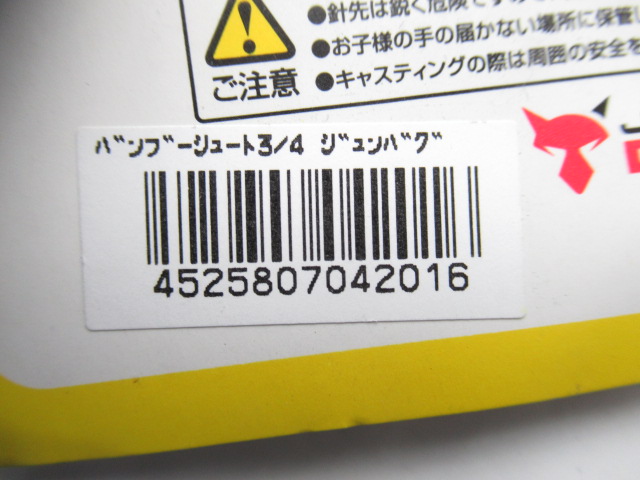 ●針先は鋭く危険ですので
●お子様の手の届かない場所に保管
●キャスティングの際は周囲の安全を
ご注意
バンブーシュート3/4 ジュンバグ
4525807042016